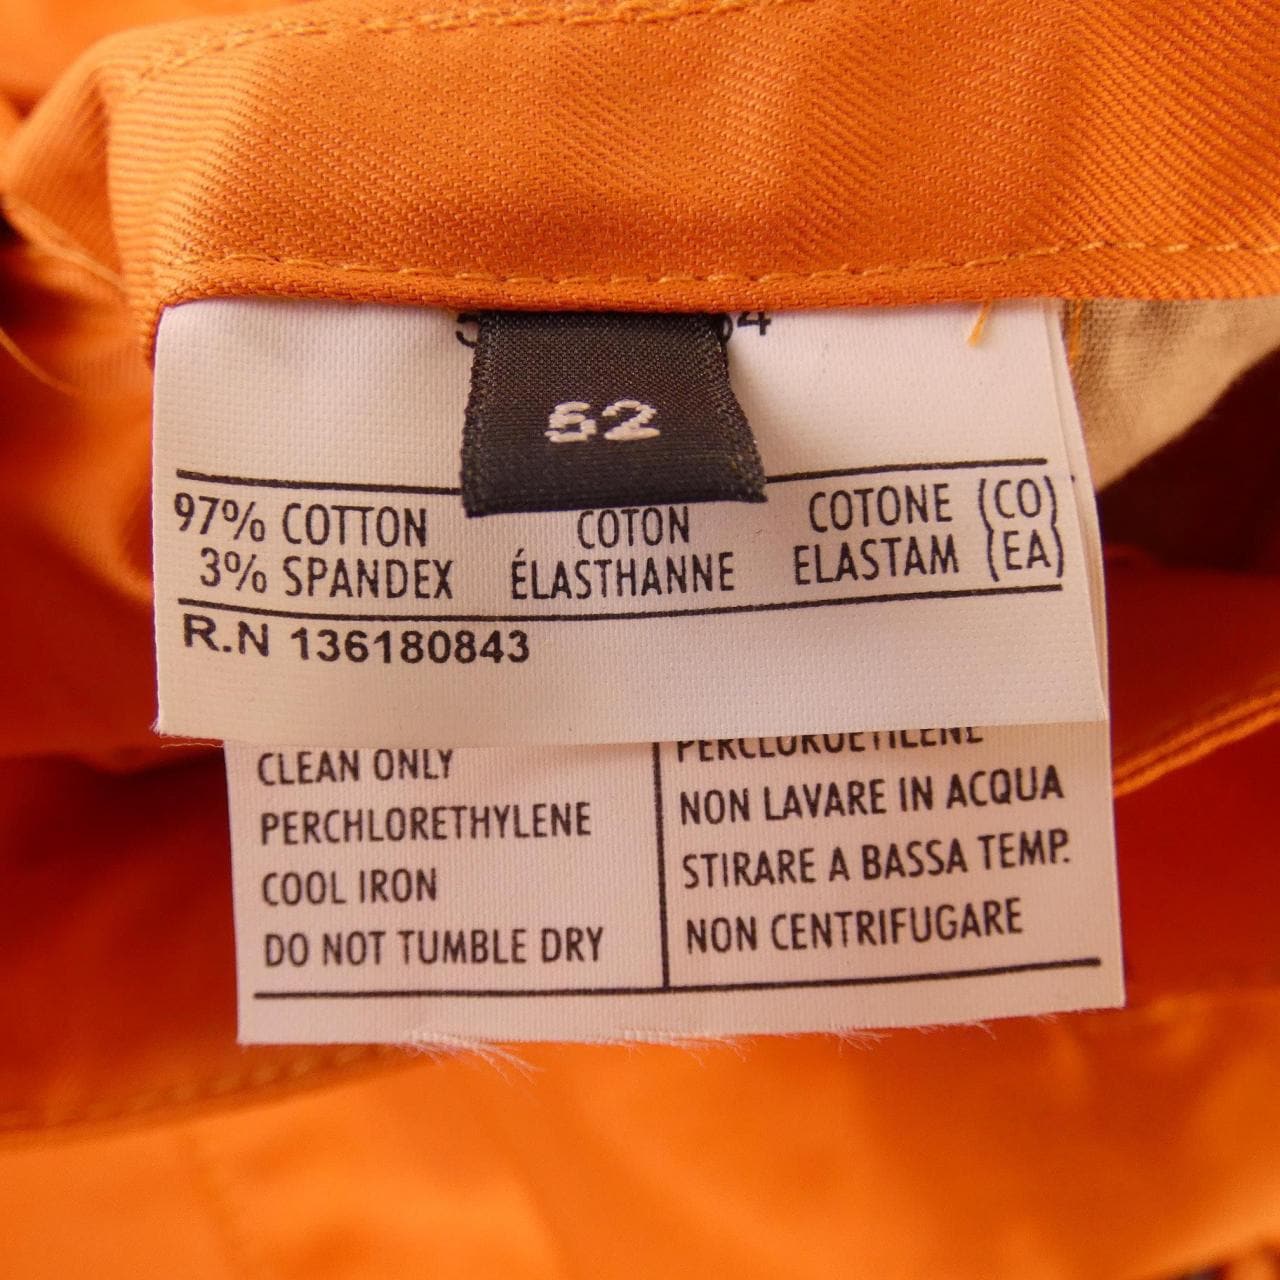 52
97% COTTON COTON COTONE (CO)
3% SPANDEX ÉLASTHANNE ELASTAM (EA)
R.N 136180843
CLEAN ONLY
PERCHLORETHYLENE
COOL IRON
DO NOT TUMBLE DRY
PERCLOROETILENE
NON LAVARE IN ACQUA
STIRARE A BASSA TEMP.
NON CENTRIFUGARE